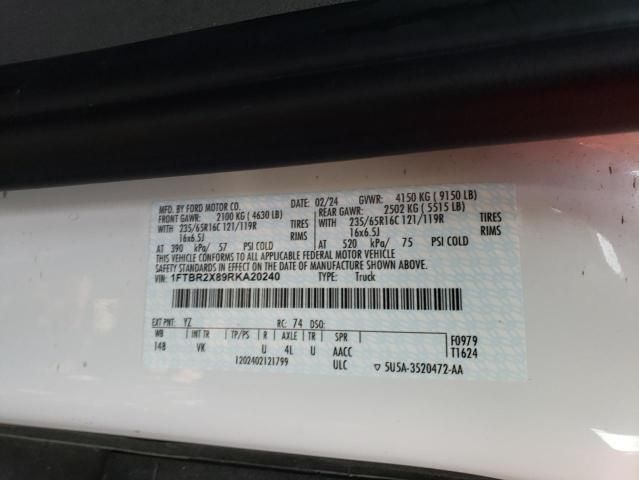 MFD. BY FORD MOTOR CO. 02/24 GVWR: 4150 KG ( 9150 LB)
FRONT GAWR: 2100 KG ( 4630 LB) REAR GAWR: 2502 KG ( 5515 LB)
WITH 235/65R16C 121/119R TIRES WITH 235/65R16C 121/119R TIRES
16x6.5J RIMS 16x6.5J RIMS
AT 390 kPa/ 57 PSI COLD AT 520 kPa/ 75 PSI COLD
THIS VEHICLE CONFORMS TO ALL APPLICABLE FEDERAL MOTOR VEHICLE
SAFETY STANDARDS IN EFFECT ON THE DATE OF MANUFACTURE SHOWN ABOVE.
VIN: 1FTBR2X89RKA20240 TYPE: Truck
EXT PNT: YZ RC: 74 DSO:
WB INT TR TP/PS R AXLE TR SPR F0979
148 VK U 4L U AACC T1624
1202402121799 ULC 5U5A-3520472-AA